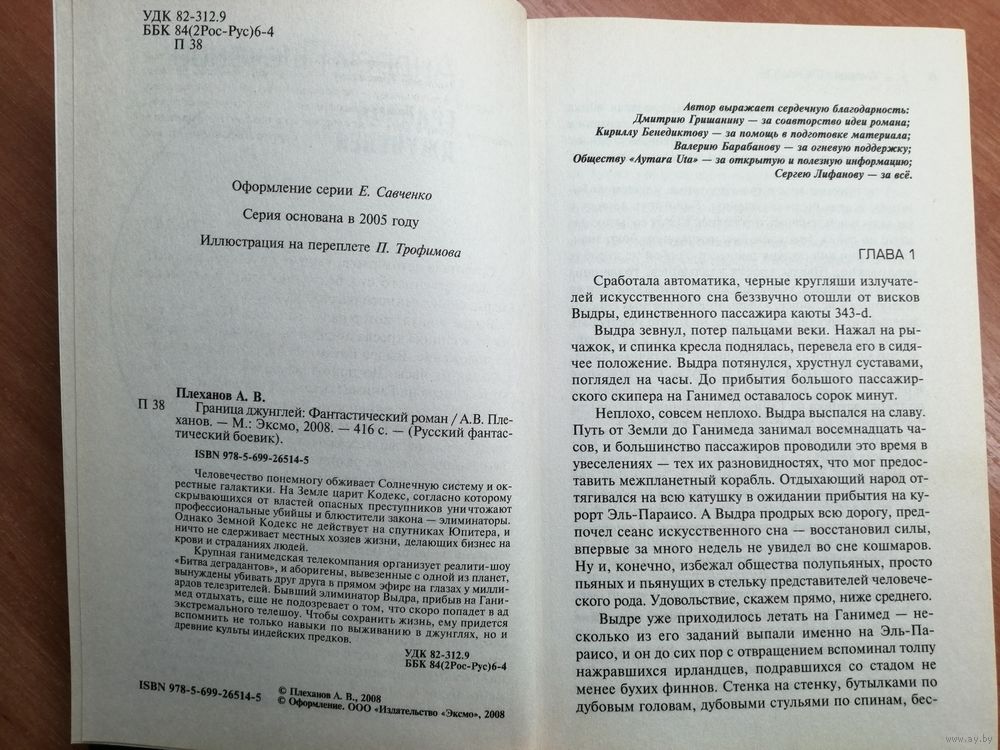 УДК 82-312.9
ББК 84(2Рос-Рус)6-4
П 38
Оформление серии Е. Савченко
Серия основана в 2005 году
Иллюстрация на переплете П. Трофимова
Плеханов А. В.
П 38
Граница джунглей: Фантастический роман / А.В. Пле-
ханов. — М.: Эксмо, 2008. — 416 с. — (Русский фантас-
тический боевик).
ISBN 978-5-699-26514-5
Человечество понемногу обживает Солнечную систему и ок-
рестные галактики. На Земле царит Кодекс, согласно которому
скрывающихся от властей опасных преступников уничтожают
профессиональные убийцы и блюстители закона — элиминаторы.
Однако Земной Кодекс не действует на спутниках Юпитера, и
ничто не сдерживает местных хозяев жизни, делающих бизнес на
крови и страданиях людей.
Крупная ганимедская телекомпания организует реалити-шоу
«Битва деградантов», и аборигены, вывезенные с одной из планет,
вынуждены убивать друг друга в прямом эфире на глазах у милли-
ардов телезрителей. Бывший элиминатор Выдра, прибыв на Гани-
мед отдыхать, еще не подозревает о том, что скоро попадет в ад
экстремального телешоу. Чтобы сохранить жизнь, ему придется
вспомнить не только навыки по выживанию в джунглях, но и
древние культы индейских предков.
УДК 82-312.9
ББК 84(2Рос-Рус)6-4
© Плеханов А. В., 2008
ISBN 978-5-699-26514-5
© Оформление. ООО «Издательство «Эксмо», 2008
Автор выражает сердечную благодарность:
Дмитрию Гришанину — за соавторство идеи романа;
Кириллу Бенедиктову — за помощь в подготовке материала;
Валерию Барабанову — за огневую поддержку;
Обществу «Aymara Uta» — за открытую и полезную информацию;
Сергею Лифанову — за всё.
ГЛАВА 1
Сработала автоматика, черные кругляши излучате-
лей искусственного сна беззвучно отошли от висков
Выдры, единственного пассажира каюты 343-d.
Выдра зевнул, потер пальцами веки. Нажал на ры-
чажок, и спинка кресла поднялась, перевела его в сидя-
чее положение. Выдра потянулся, хрустнул суставами,
поглядел на часы. До прибытия большого пассажир-
ского скипера на Ганимед оставалось сорок минут.
Неплохо, совсем неплохо. Выдра выспался на славу.
Путь от Земли до Ганимеда занимал восемнадцать ча-
сов, и большинство пассажиров проводили это время в
увеселениях — тех их разновидностях, что мог предос-
тавить межпланетный корабль. Отдыхающий народ от-
тягивался на всю катушку в ожидании прибытия на ку-
рорт Эль-Параисо. А Выдра продрых всю дорогу, пред-
почел сеанс искусственного сна — восстановил силы,
впервые за много недель не увидел во сне кошмаров.
Ну и, конечно, избежал общества полупьяных, просто
пьяных и пьянущих в стельку представителей человече-
ского рода. Удовольствие, скажем прямо, ниже среднего.
Выдре уже приходилось летать на Ганимед — не-
сколько из его заданий выпали именно на Эль-Па-
раисо, и он до сих пор с отвращением вспоминал толпу
нажравшихся ирландцев, подравшихся со стадом не
менее бухих финнов. Стенка на стенку, бутылками по
дубовым головам, дубовыми стульями по спинам, бес-
www.ay.by